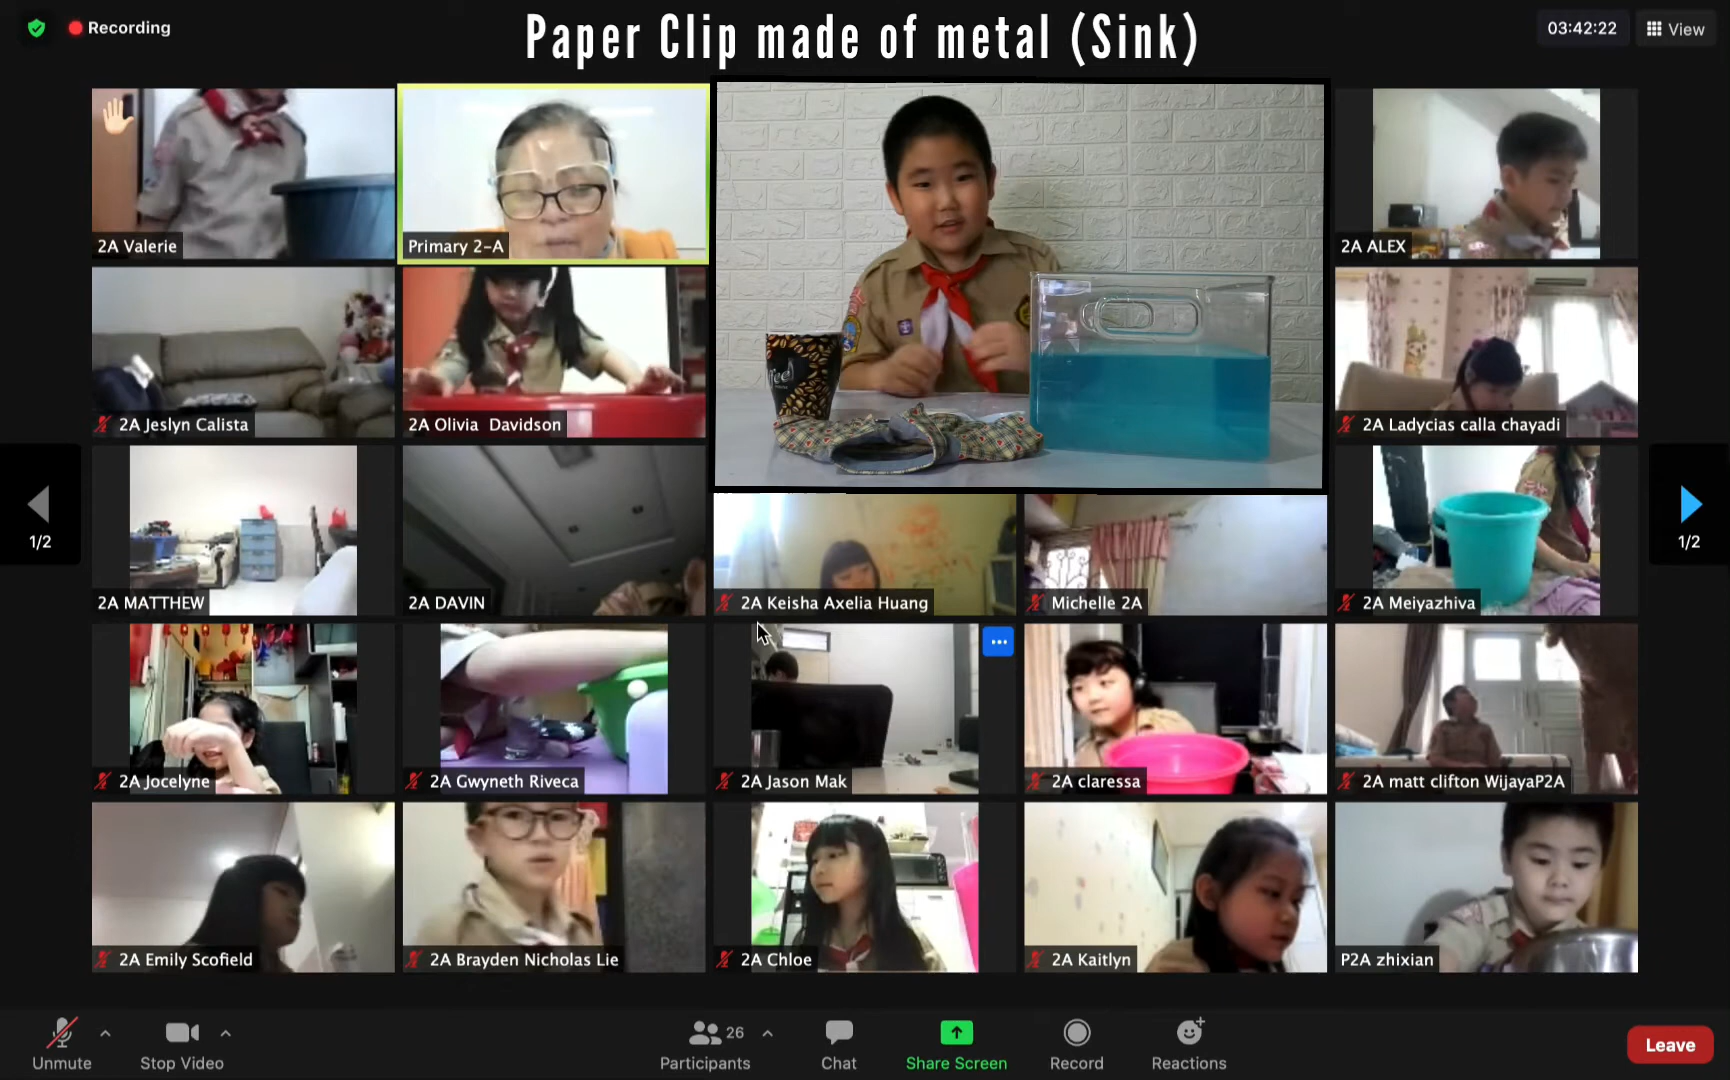 Recording
Paper Clip made of metal (Sink)
03:42:22
View
2A Valerie
Primary 2-A
2A ALEX
2A Jeslyn Calista
2A Olivia Davidson
2A Ladycias calla chayadi
1/2
2A MATTHEW
2A DAVIN
2A Keisha Axelia Huang
Michelle 2A
2A Meiyazhiva
1/2
2A Jocelyne
2A Gwyneth Riveca
2A Jason Mak
2A claressa
2A matt clifton WijayaP2A
2A Emily Scofield
2A Brayden Nicholas Lie
2A Chloe
2A Kaitlyn
P2A zhixian
Unmute
Stop Video
26
Participants
Chat
Share Screen
Record
Reactions
Leave